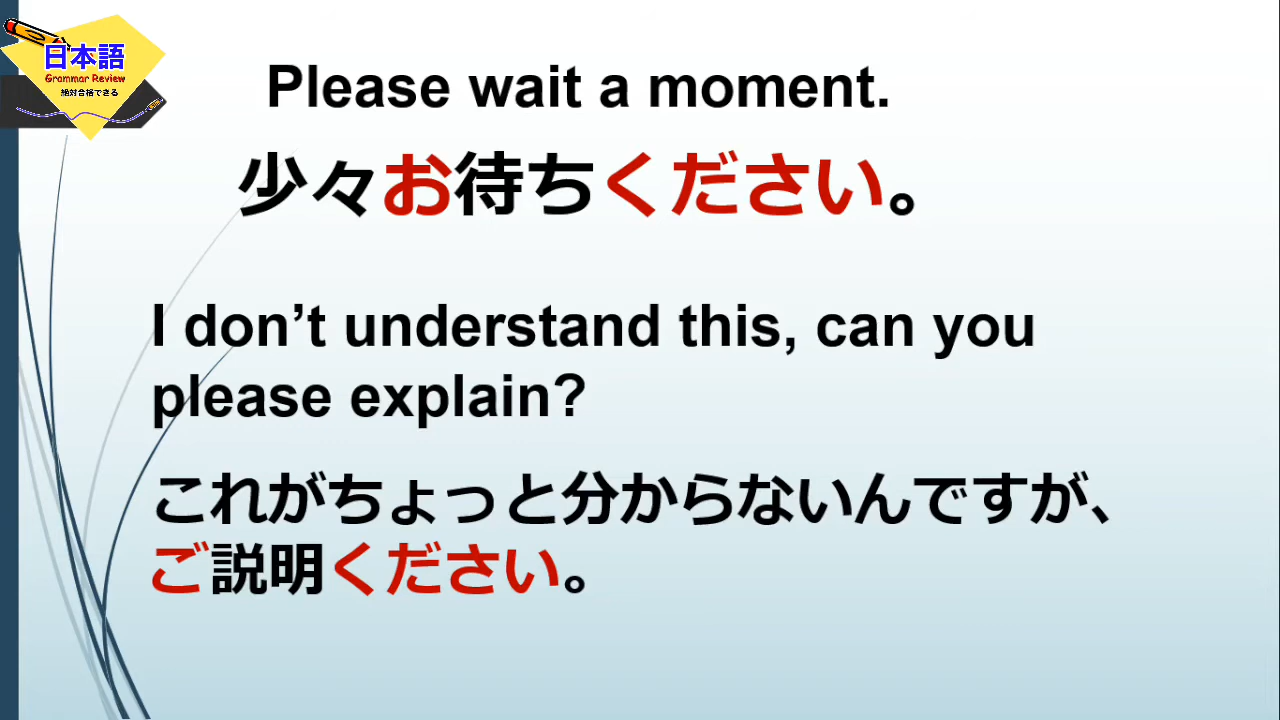 日本語
Grammar Review
絶対合格できる
Please wait a moment.
少々お待ちください。
I don’t understand this, can you
please explain?
これがちょっと分からないんですが、
ご説明ください。